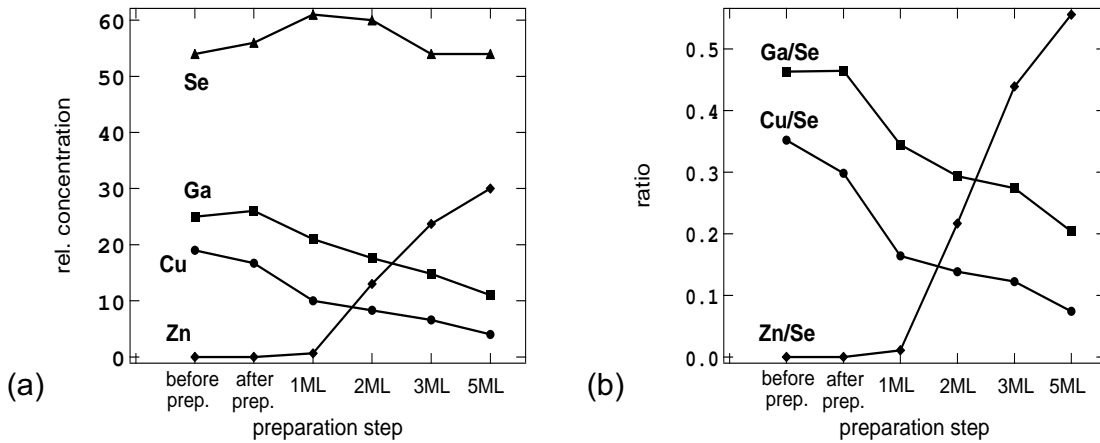 60
50
40
30
20
10
0
rel. concentration
Se
Ga
Cu
Zn
before prep.
after prep.
1ML
2ML
3ML
5ML
preparation step
(a)
0.5
0.4
0.3
0.2
0.1
0.0
ratio
Ga/Se
Cu/Se
Zn/Se
before prep.
after prep.
1ML
2ML
3ML
5ML
preparation step
(b)